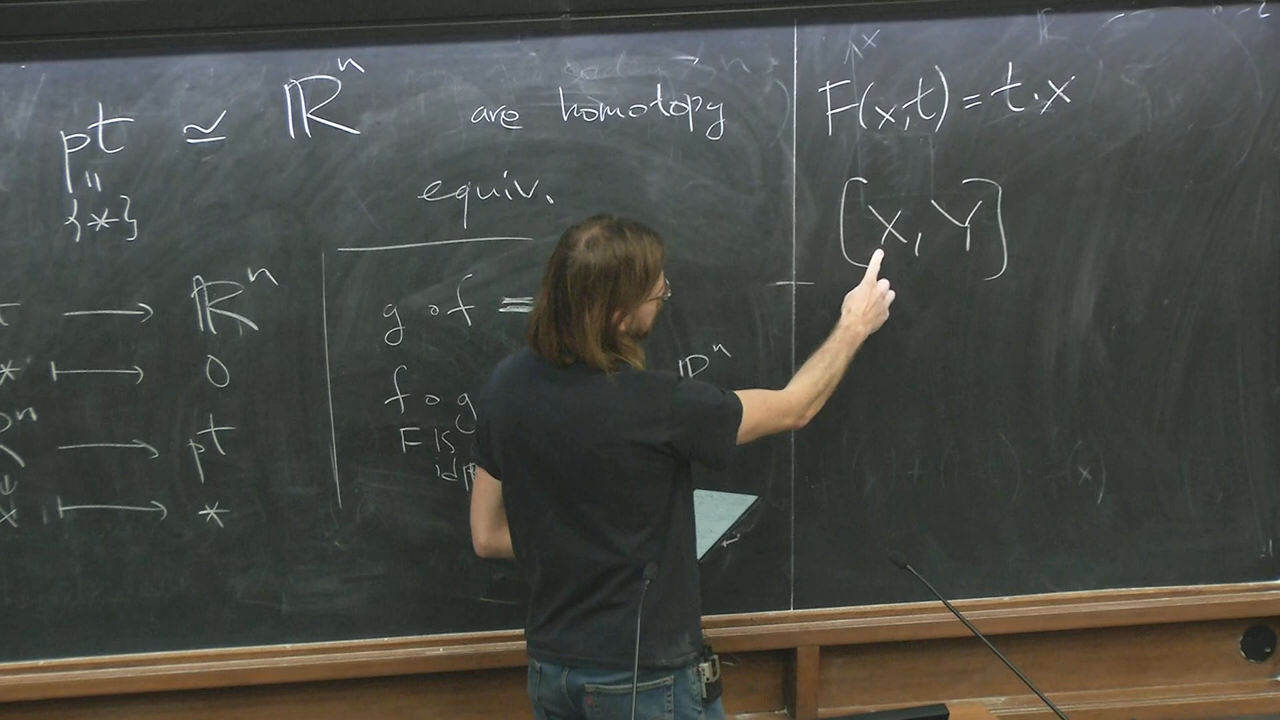 pt ≃ ℝⁿ are homotopy
"
{*}
equiv.
⟶ ℝⁿ
* ⟼ 0
ℝⁿ ⟶ pt
x ⟼ *
g ∘ f =
f ∘ g
F is
F(x,t) = t·x
[X, Y]